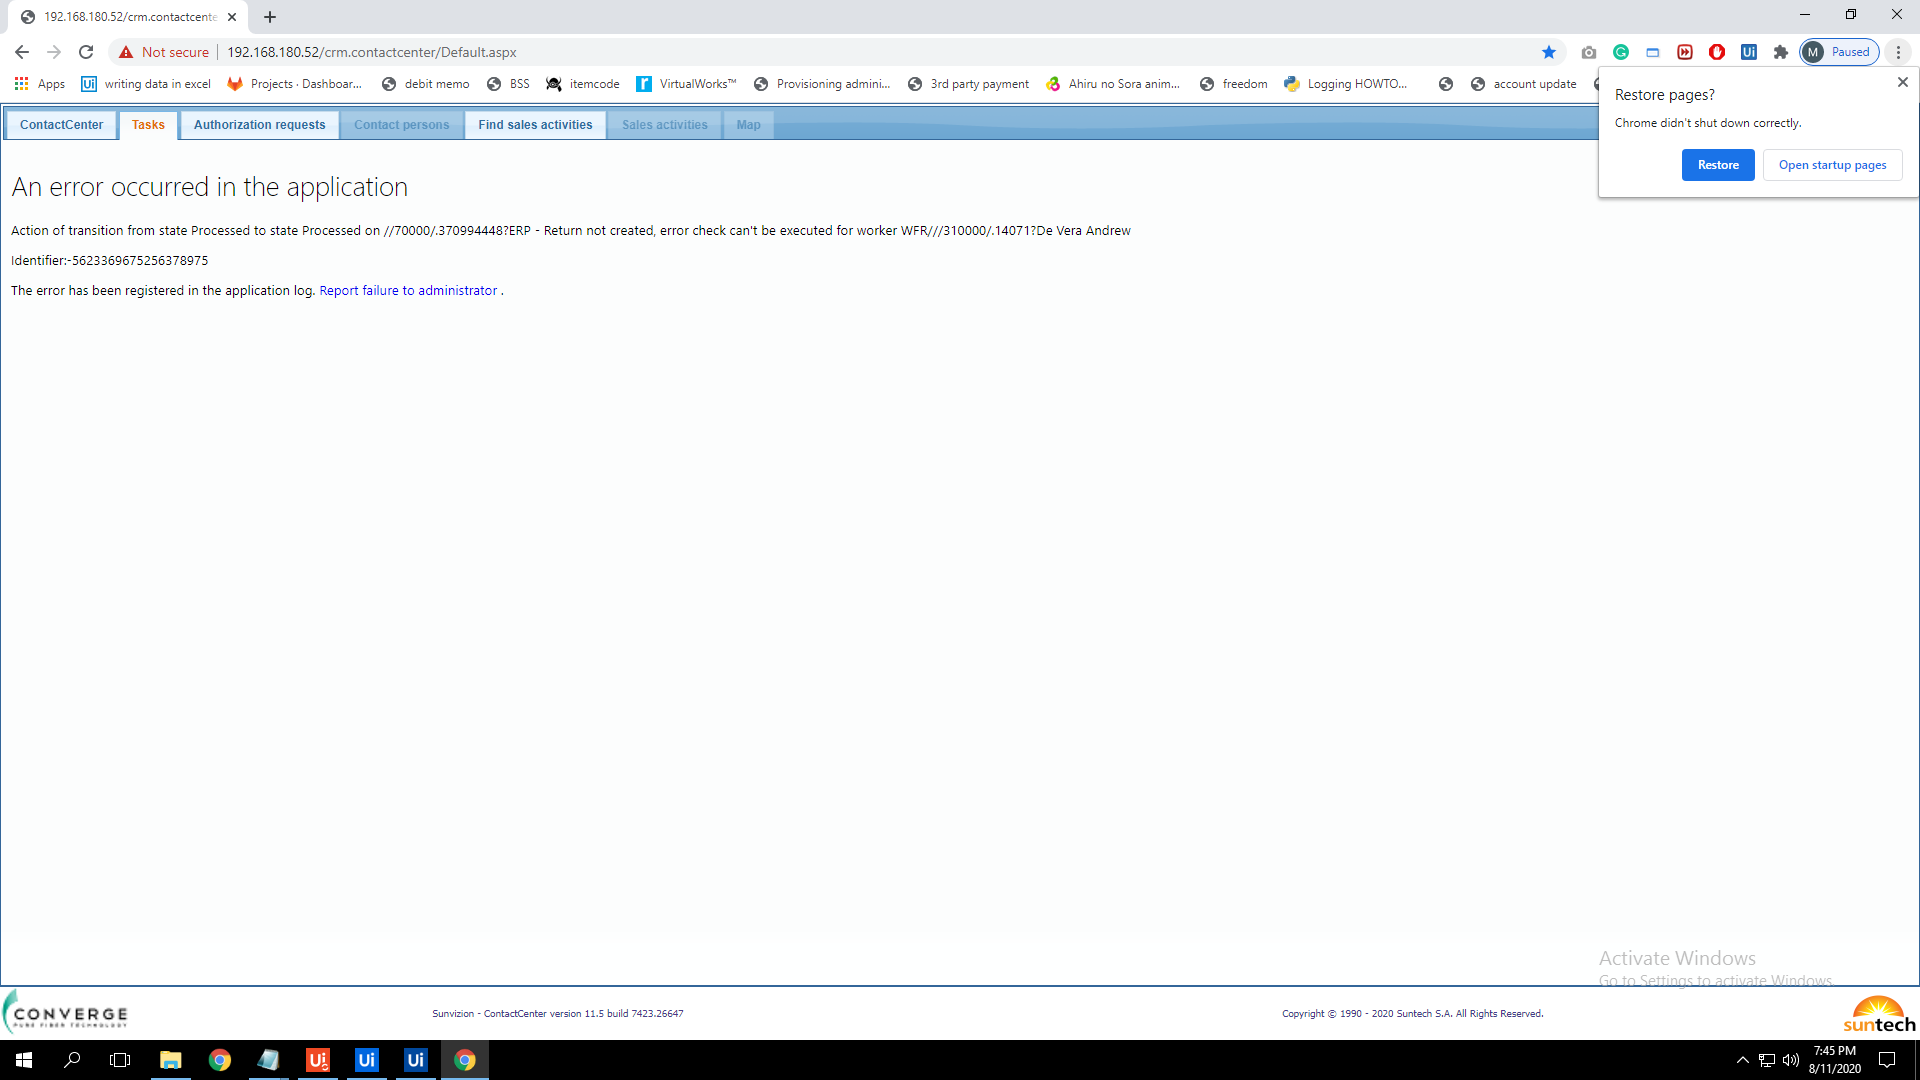 192.168.180.52/crm.contactcente
Not secure
192.168.180.52/crm.contactcenter/Default.aspx
M
Paused
Apps
writing data in excel
Projects · Dashboar...
debit memo
BSS
itemcode
VirtualWorks™
Provisioning admini...
3rd party payment
Ahiru no Sora anim...
freedom
Logging HOWTO...
account update
Restore pages?
Chrome didn't shut down correctly.
Restore
Open startup pages
ContactCenter
Tasks
Authorization requests
Contact persons
Find sales activities
Sales activities
Map
An error occurred in the application
Action of transition from state Processed to state Processed on //70000/.370994448?ERP - Return not created, error check can't be executed for worker WFR///310000/.14071?De Vera Andrew
Identifier:-5623369675256378975
The error has been registered in the application log. Report failure to administrator .
Activate Windows
Go to Settings to activate Windows.
CONVERGE
PURE FIBER TECHNOLOGY
Sunvizion - ContactCenter version 11.5 build 7423.26647
Copyright © 1990 - 2020 Suntech S.A. All Rights Reserved.
suntech
Ui
Ui
Ui
7:45 PM
8/11/2020